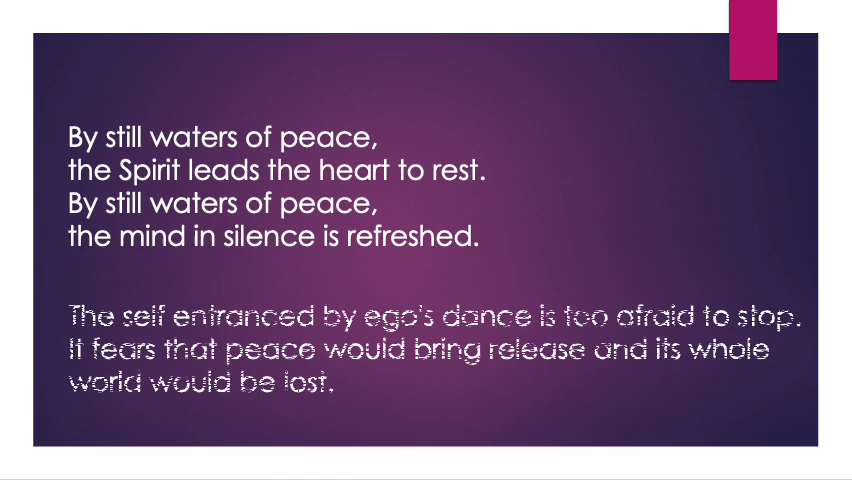 By still waters of peace,
the Spirit leads the heart to rest.
By still waters of peace,
the mind in silence is refreshed.
The self entranced by ego's dance is too afraid to stop.
It fears that peace would bring release and its whole
world would be lost.